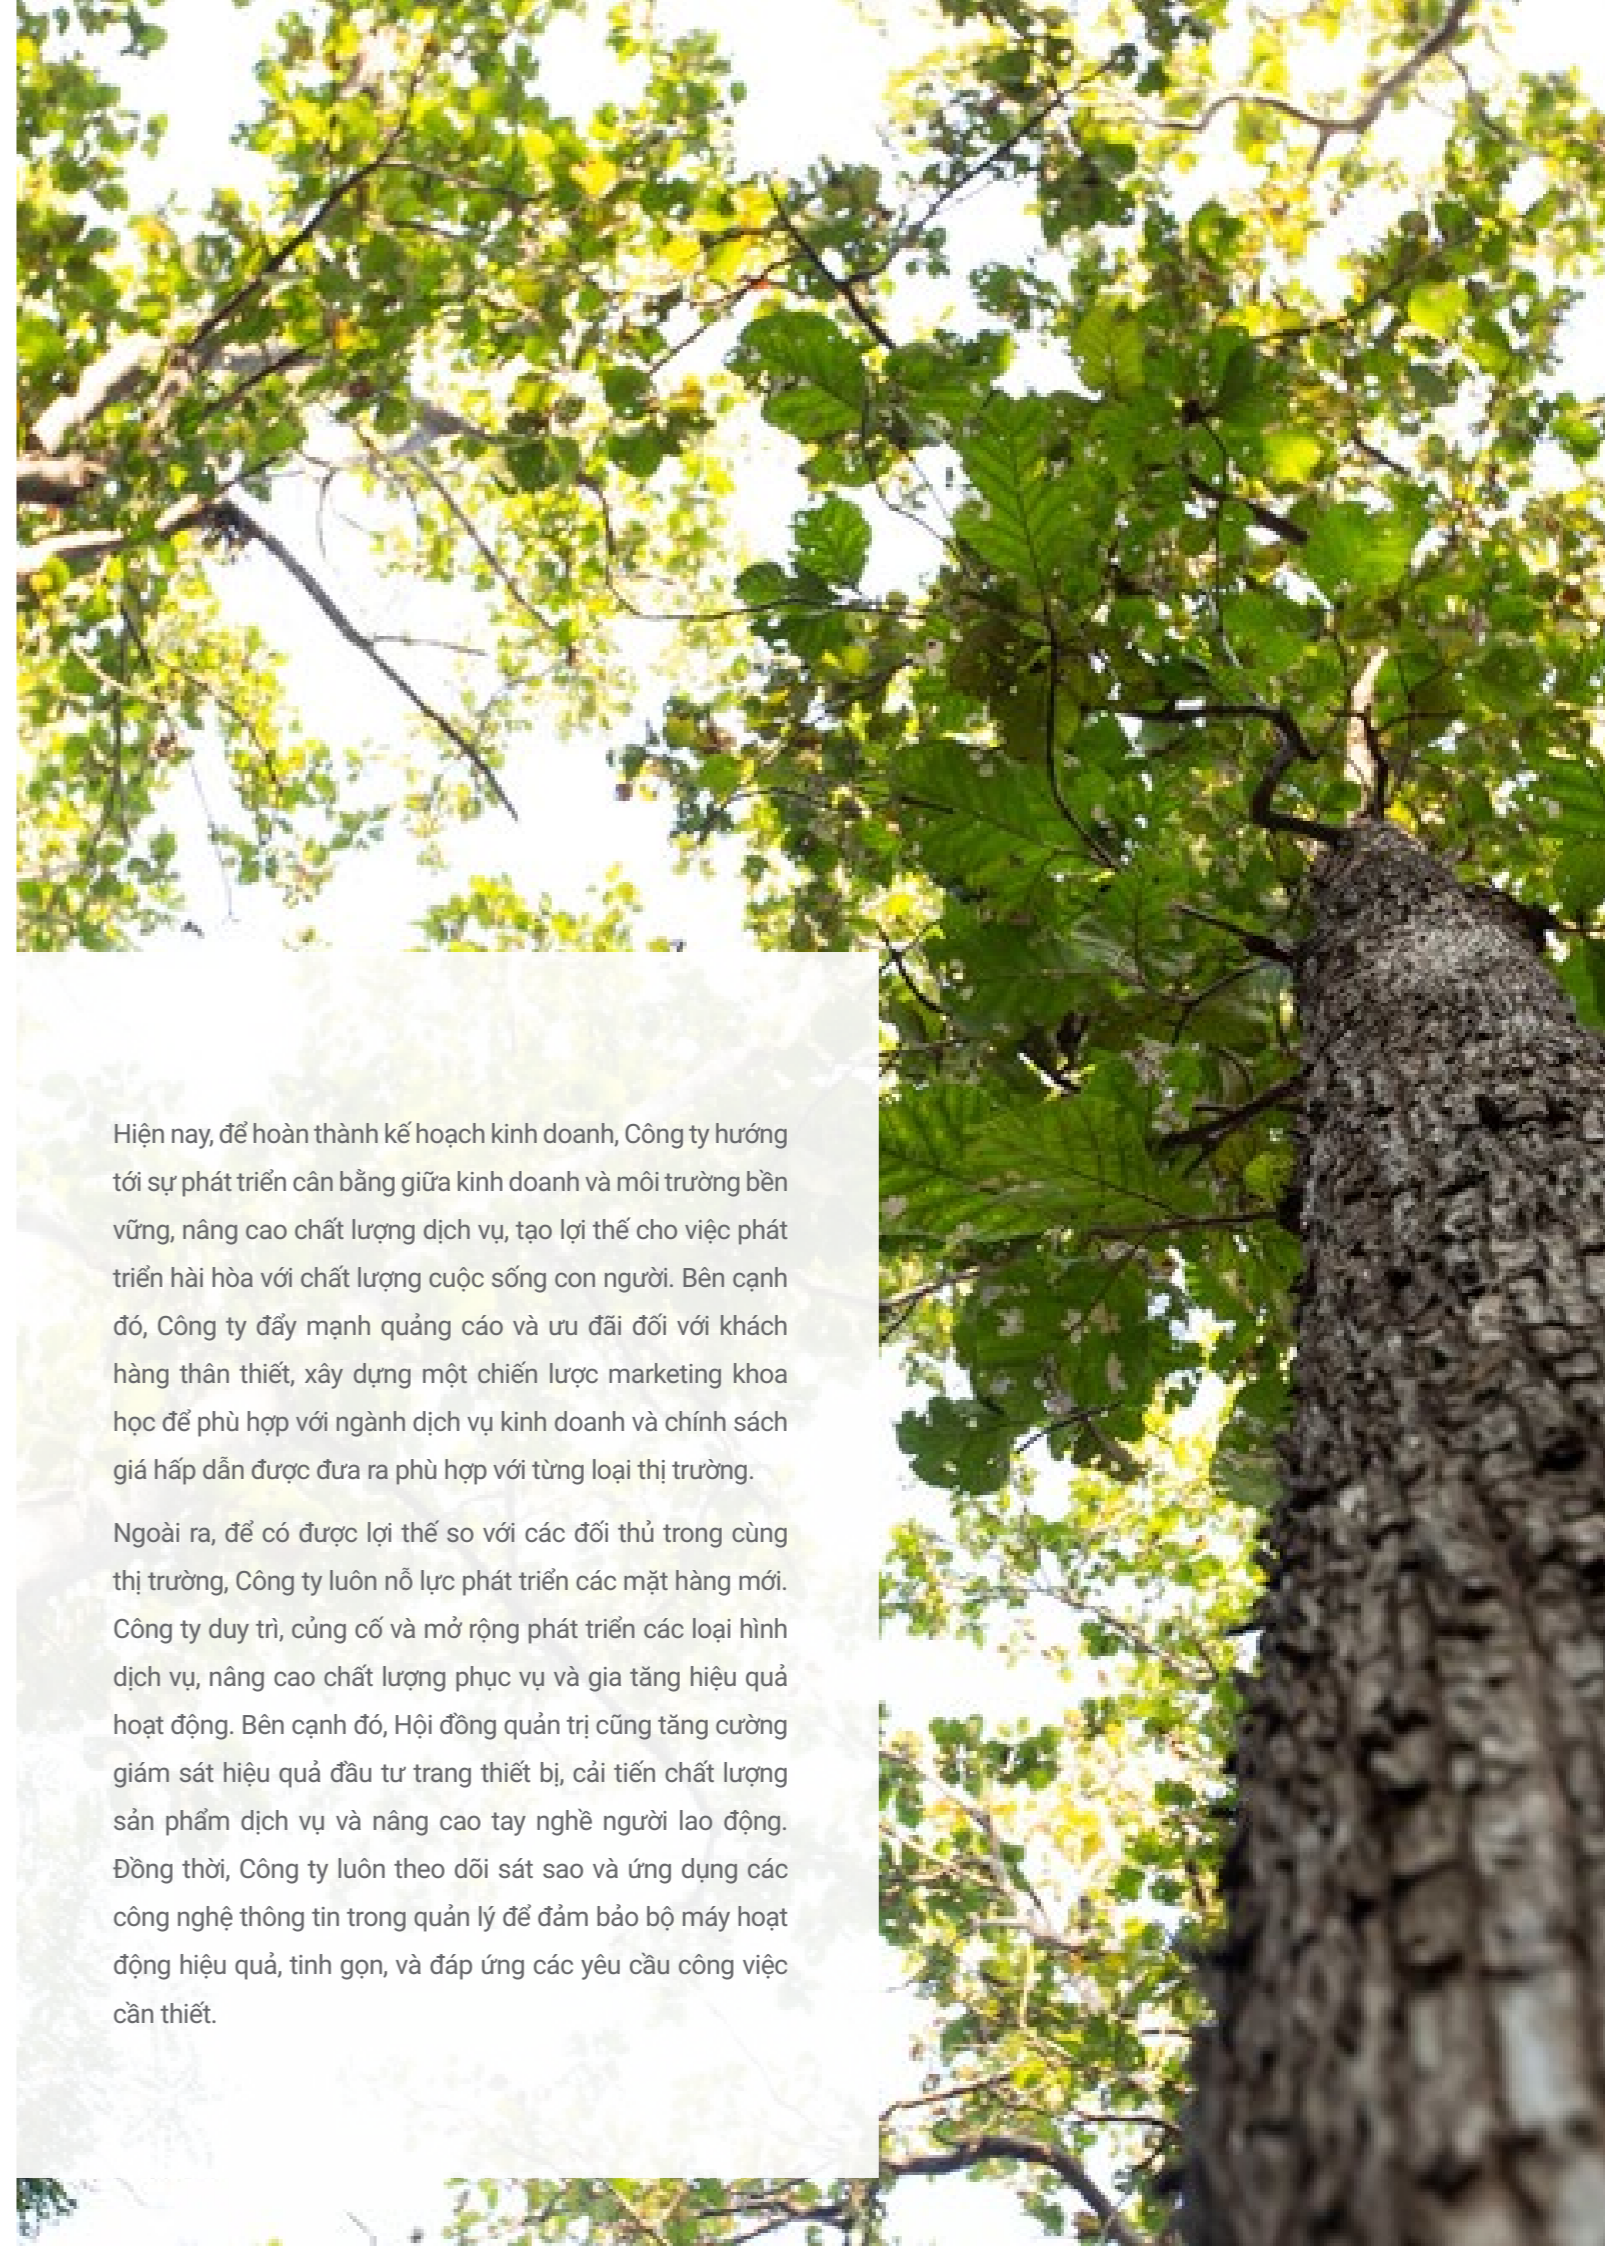 Hiện nay, để hoàn thành kế hoạch kinh doanh, Công ty hướng
tới sự phát triển cân bằng giữa kinh doanh và môi trường bền
vững, nâng cao chất lượng dịch vụ, tạo lợi thế cho việc phát
triển hài hòa với chất lượng cuộc sống con người. Bên cạnh
đó, Công ty đẩy mạnh quảng cáo và ưu đãi đối với khách
hàng thân thiết, xây dựng một chiến lược marketing khoa
học để phù hợp với ngành dịch vụ kinh doanh và chính sách
giá hấp dẫn được đưa ra phù hợp với từng loại thị trường.
Ngoài ra, để có được lợi thế so với các đối thủ trong cùng
thị trường, Công ty luôn nỗ lực phát triển các mặt hàng mới.
Công ty duy trì, củng cố và mở rộng phát triển các loại hình
dịch vụ, nâng cao chất lượng phục vụ và gia tăng hiệu quả
hoạt động. Bên cạnh đó, Hội đồng quản trị cũng tăng cường
giám sát hiệu quả đầu tư trang thiết bị, cải tiến chất lượng
sản phẩm dịch vụ và nâng cao tay nghề người lao động.
Đồng thời, Công ty luôn theo dõi sát sao và ứng dụng các
công nghệ thông tin trong quản lý để đảm bảo bộ máy hoạt
động hiệu quả, tinh gọn, và đáp ứng các yêu cầu công việc
cần thiết.